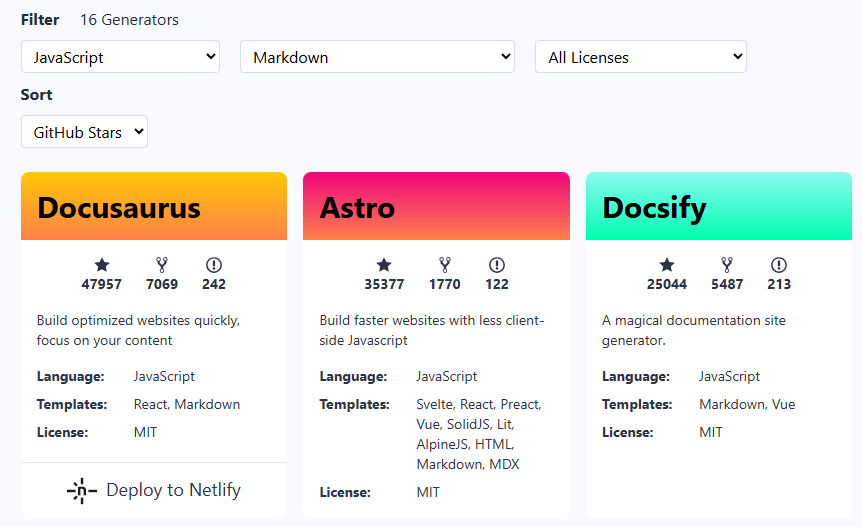 Filter 16 Generators
JavaScript Markdown All Licenses
Sort
GitHub Stars
Docusaurus
47957 7069 242
Build optimized websites quickly,
focus on your content
Language: JavaScript
Templates: React, Markdown
License: MIT
Deploy to Netlify
Astro
35377 1770 122
Build faster websites with less client-
side Javascript
Language: JavaScript
Templates: Svelte, React, Preact,
Vue, SolidJS, Lit,
AlpineJS, HTML,
Markdown, MDX
License: MIT
Docsify
25044 5487 213
A magical documentation site
generator.
Language: JavaScript
Templates: Markdown, Vue
License: MIT